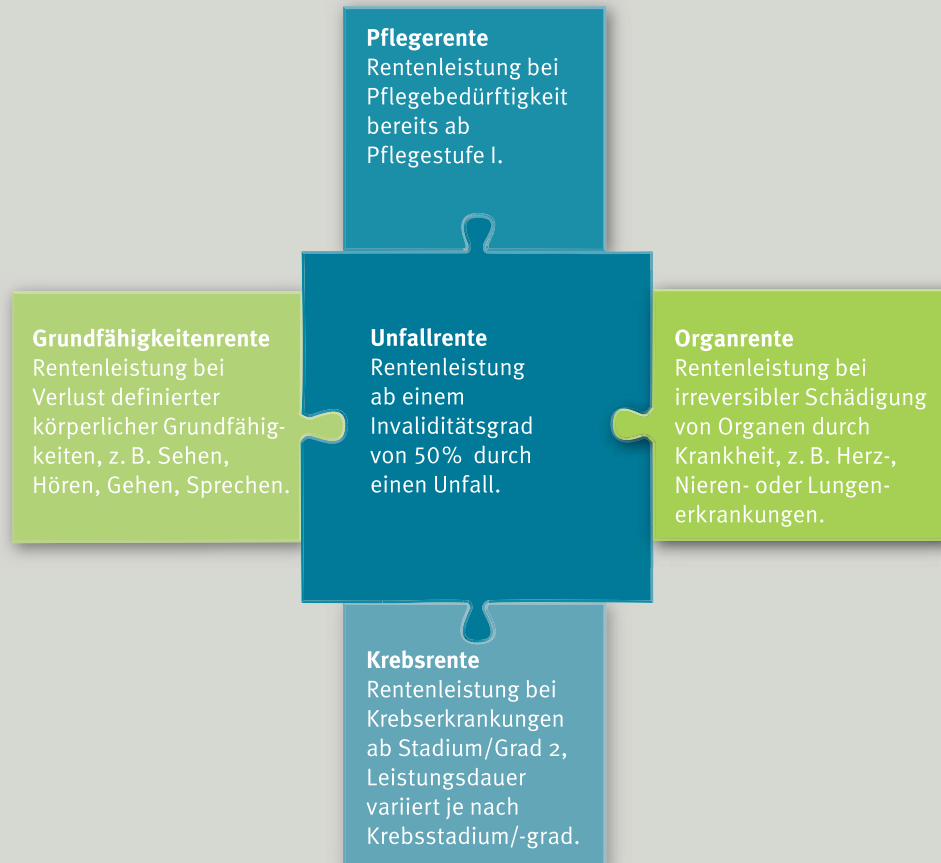 Pflegerente
Rentenleistung bei
Pflegebedürftigkeit
bereits ab
Pflegestufe I.
Grundfähigkeitenrente
Rentenleistung bei
Verlust definierter
körperlicher Grundfähig-
keiten, z. B. Sehen,
Hören, Gehen, Sprechen.
Unfallrente
Rentenleistung
ab einem
Invaliditätsgrad
von 50% durch
einen Unfall.
Organrente
Rentenleistung bei
irreversibler Schädigung
von Organen durch
Krankheit, z. B. Herz-,
Nieren- oder Lungen-
erkrankungen.
Krebsrente
Rentenleistung bei
Krebserkrankungen
ab Stadium/Grad 2,
Leistungsdauer
variiert je nach
Krebsstadium/-grad.